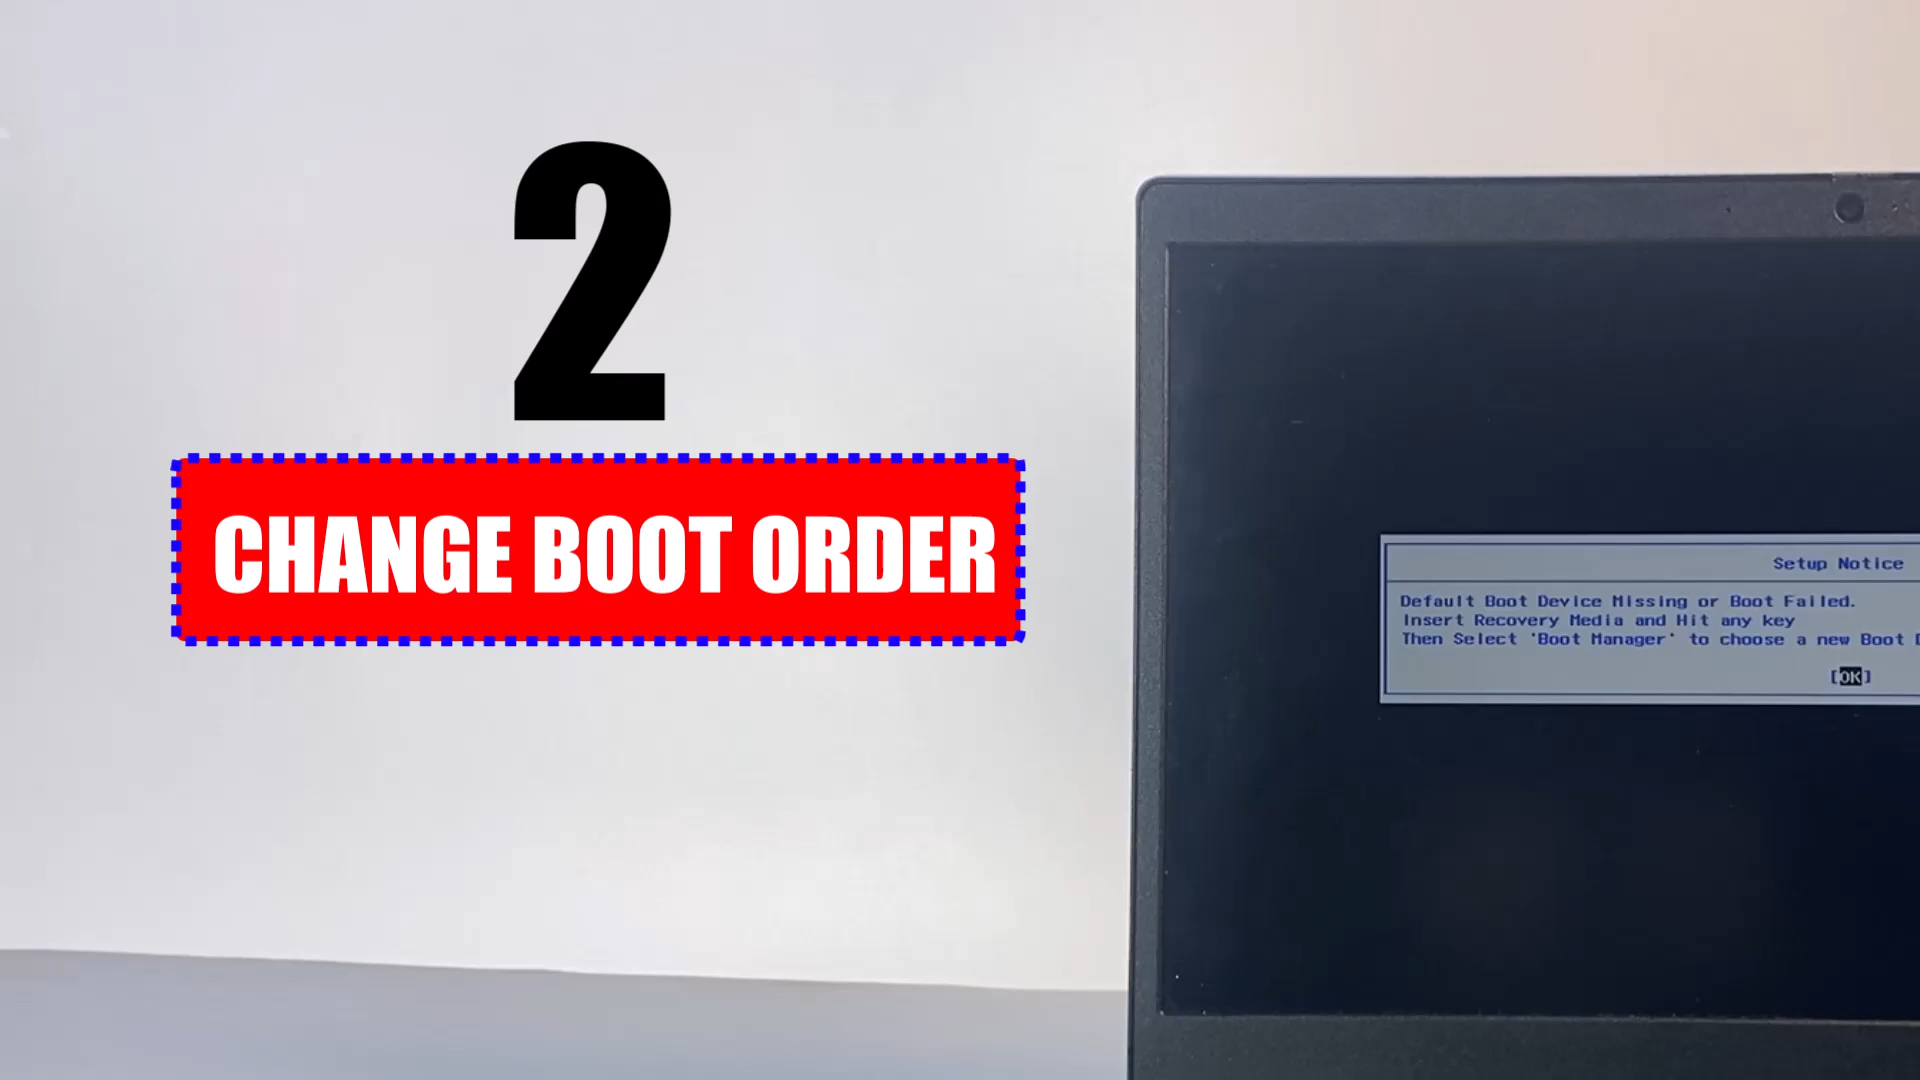 2
CHANGE BOOT ORDER
Setup Notice
Default Boot Device Missing or Boot Failed.
Insert Recovery Media and Hit any key
Then Select 'Boot Manager' to choose a new Boot
[OK]